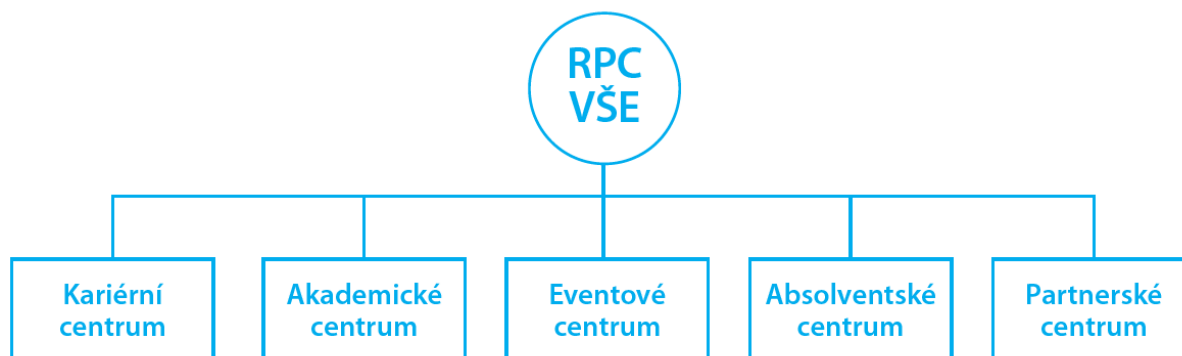 RPC
VŠE
Kariérní
centrum
Akademické
centrum
Eventové
centrum
Absolventské
centrum
Partnerské
centrum